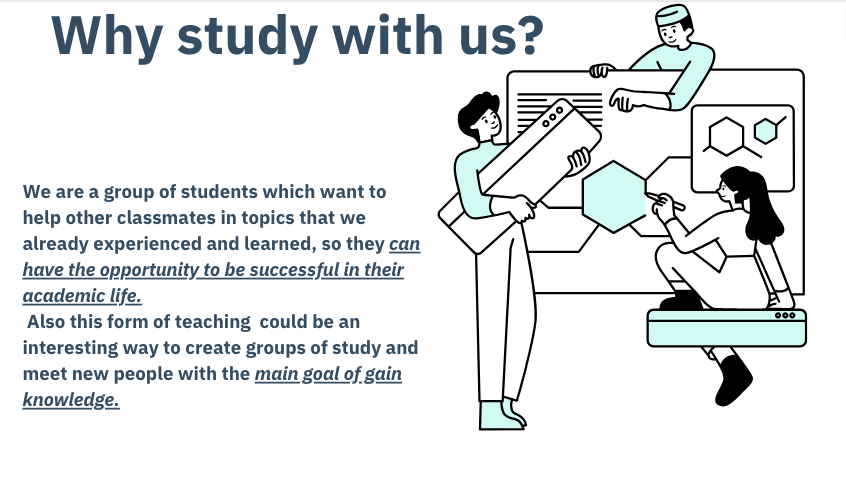 Why study with us?
We are a group of students which want to
help other classmates in topics that we
already experienced and learned, so they can
have the opportunity to be successful in their
academic life.
Also this form of teaching  could be an
interesting way to create groups of study and
meet new people with the main goal of gain
knowledge.